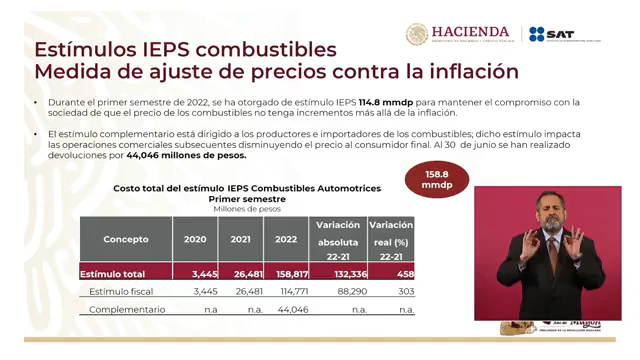 HACIENDA
SAT
Estímulos IEPS combustibles
Medida de ajuste de precios contra la inflación
• Durante el primer semestre de 2022, se ha otorgado de estímulo IEPS 114.8 mmdp para mantener el compromiso con la
sociedad de que el precio de los combustibles no tenga incrementos más allá de la inflación.
• El estímulo complementario está dirigido a los productores e importadores de los combustibles; dicho estímulo impacta
las operaciones comerciales subsecuentes disminuyendo el precio al consumidor final. Al 30 de junio se han realizado
devoluciones por 44,046 millones de pesos.
158.8
mmdp
Costo total del estímulo IEPS Combustibles Automotrices
Primer semestre
Millones de pesos
Concepto 2020 2021 2022 Variación absoluta 22-21 Variación real (%) 22-21
Estímulo total 3,445 26,481 158,817 132,336 458
Estímulo fiscal 3,445 26,481 114,771 88,290 303
Complementario n.a n.a. 44,046 n.a. n.a.